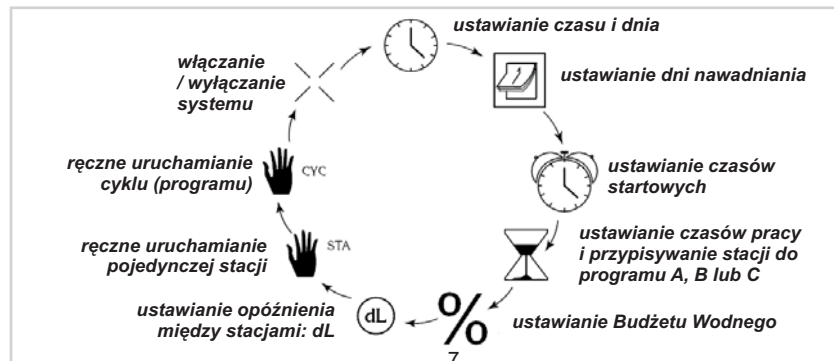 ustawianie czasu i dnia
ustawianie dni nawadniania
ustawianie czasów
startowych
ustawianie czasów pracy
i przypisywanie stacji do
programu A, B lub C
%
ustawianie Budżetu Wodnego
dL
ustawianie opóźnienia
między stacjami: dL
STA
ręczne uruchamianie
pojedynczej stacji
CYC
ręczne uruchamianie
cyklu (programu)
włączanie
/ wyłączanie
systemu
7